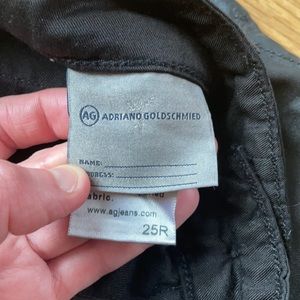 AG ADRIANO GOLDSCHMIED
NAME:
ADDRESS:
fabric.
www.agjeans.com
25R